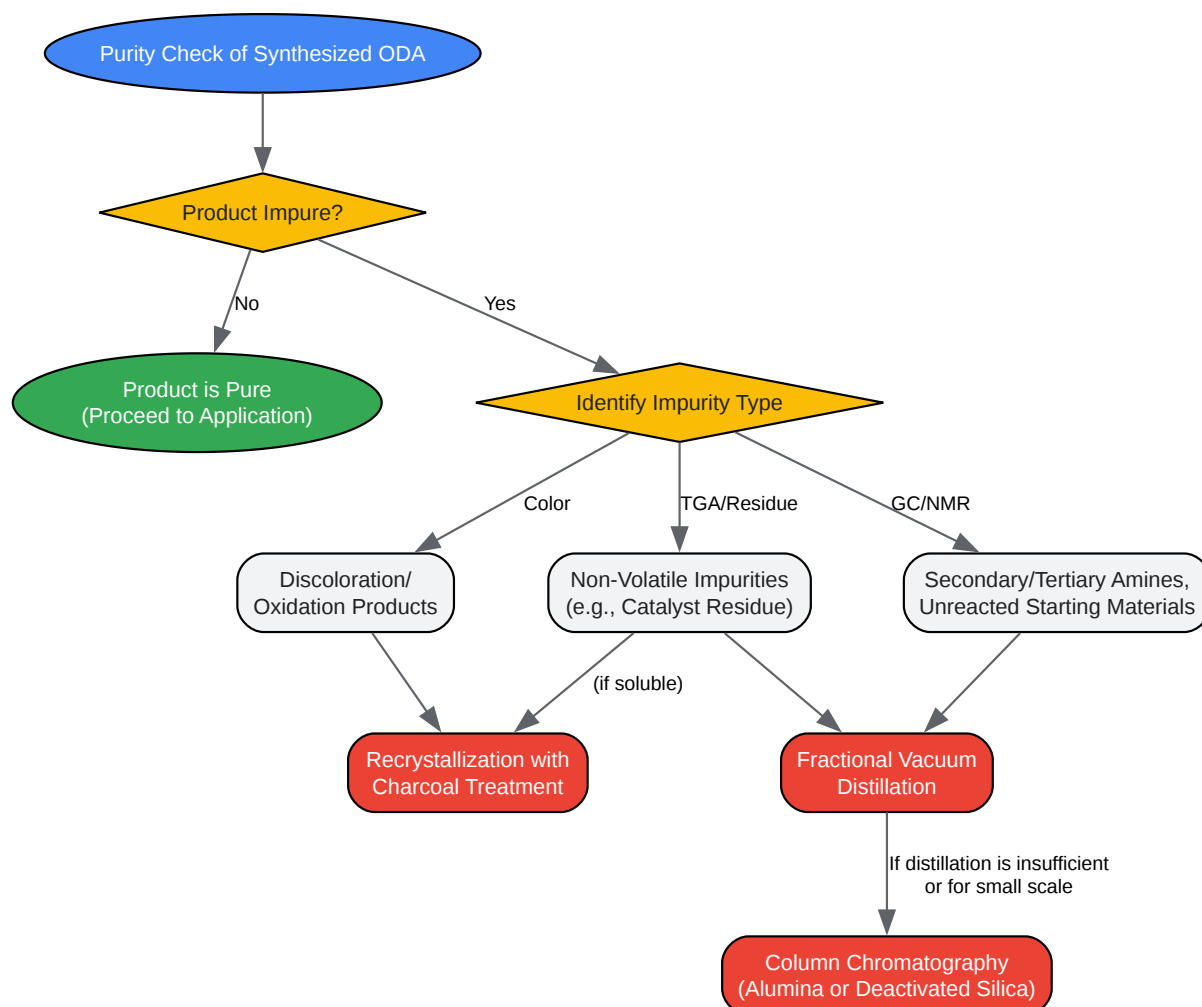 Purity Check of Synthesized ODA
Product Impure?
No
Yes
Product is Pure
(Proceed to Application)
Identify Impurity Type
Color
TGA/Residue
GC/NMR
Discoloration/
Oxidation Products
Non-Volatile Impurities
(e.g., Catalyst Residue)
Secondary/Tertiary Amines,
Unreacted Starting Materials
(if soluble)
Recrystallization with
Charcoal Treatment
Fractional Vacuum
Distillation
If distillation is insufficient
or for small scale
Column Chromatography
(Alumina or Deactivated Silica)